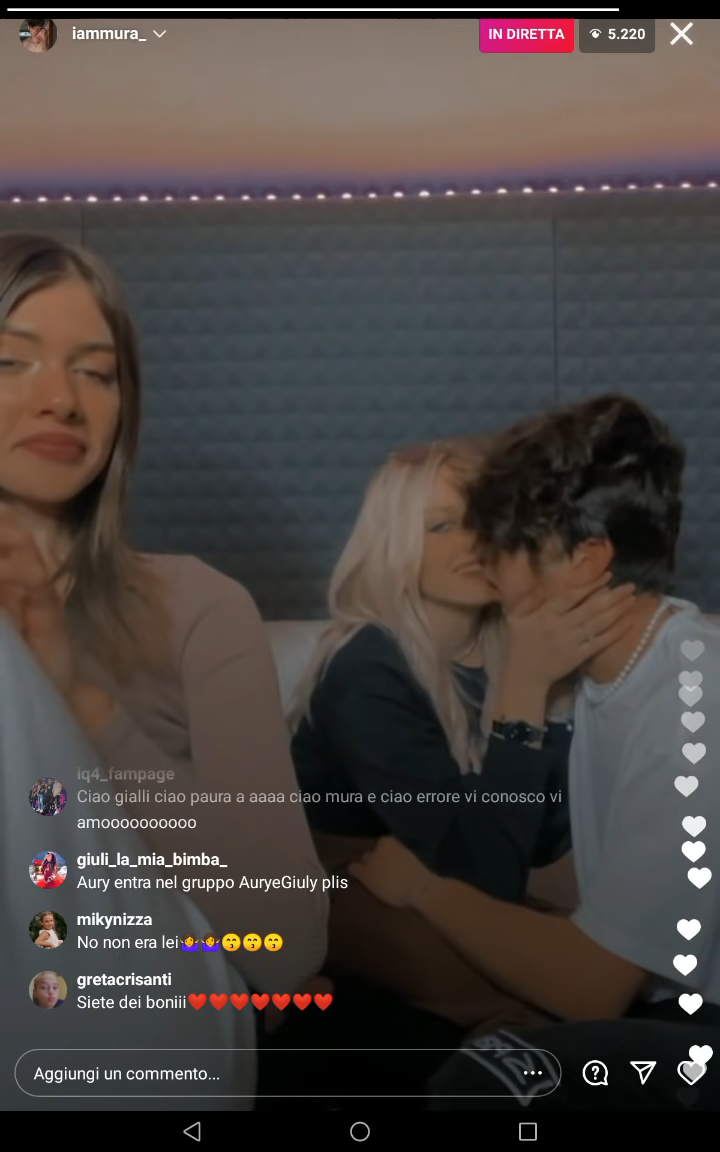 iammura_
IN DIRETTA
5.220
iq4_fampage
Ciao gialli ciao paura a aaaa ciao mura e ciao errore vi conosco vi
amoooooooooo
giuli_la_mia_bimba_
Aury entra nel gruppo AuryeGiuly plis
mikynizza
No non era lei🤷‍♀️🤷‍♀️😙😙😙
gretacrisanti
Siete dei boniii❤️❤️❤️❤️❤️❤️❤️
Aggiungi un commento...